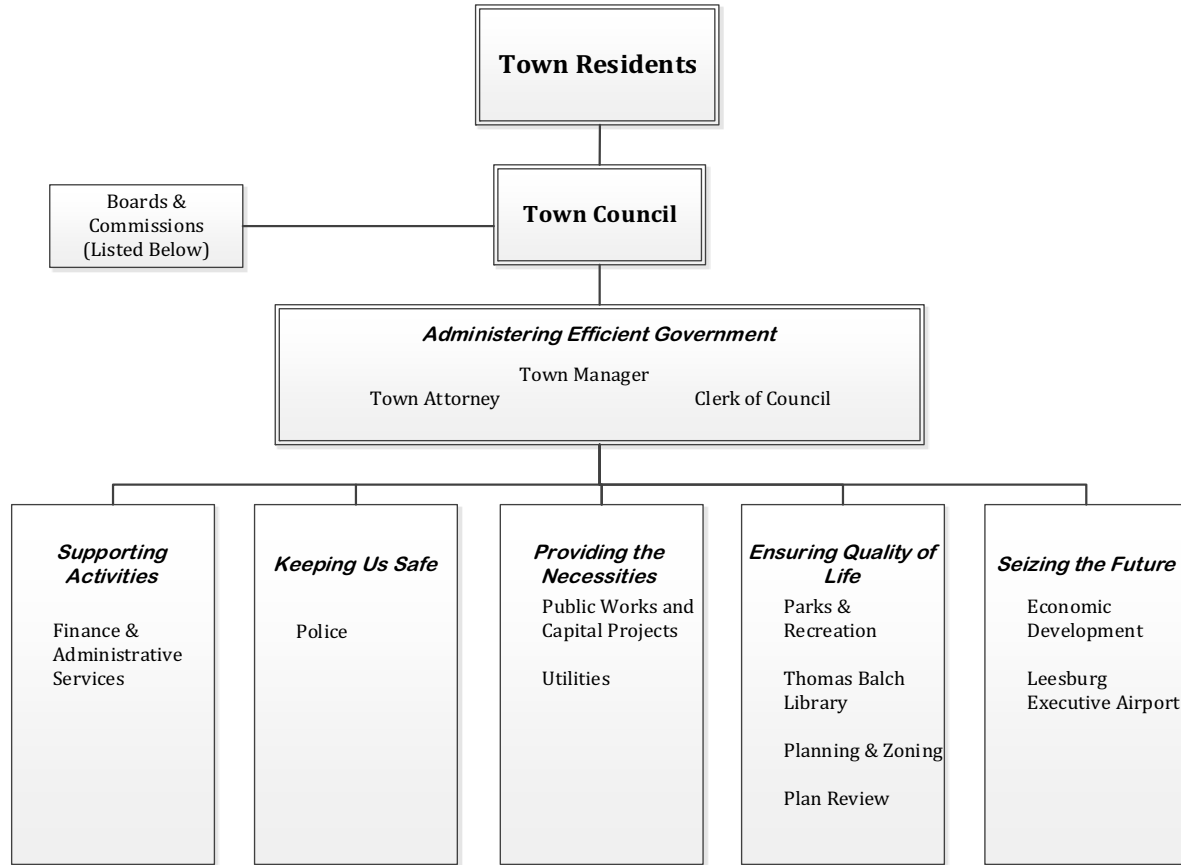 Town Residents
Boards &
Commissions
(Listed Below)
Town Council
Administering Efficient Government
Town Manager
Town Attorney
Clerk of Council
Supporting
Activities
Finance &
Administrative
Services
Keeping Us Safe
Police
Providing the
Necessities
Public Works and
Capital Projects
Utilities
Ensuring Quality of
Life
Parks &
Recreation
Thomas Balch
Library
Planning & Zoning
Plan Review
Seizing the Future
Economic
Development
Leesburg
Executive Airport